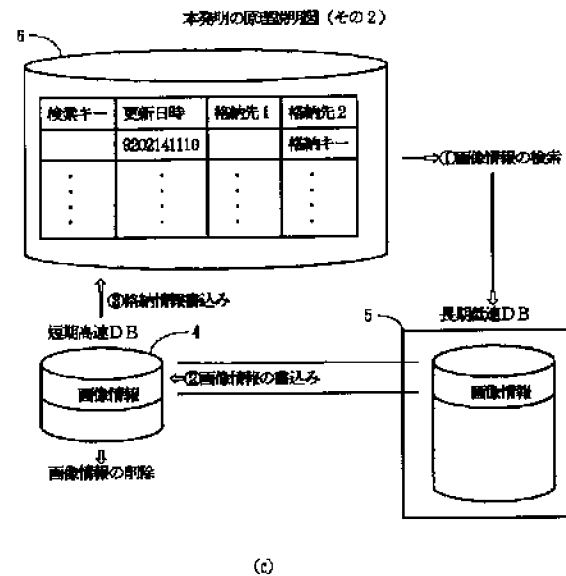 本発明の原理説明図（その2）
6
検索キー 更新日時 格納先1 格納先2
9202141110 格納キー
①画像情報の検索
③格納情報書込み
短期高速DB
4
5
長期低速DB
画像情報
②画像情報の書込み
画像情報
画像情報の削除
(c)